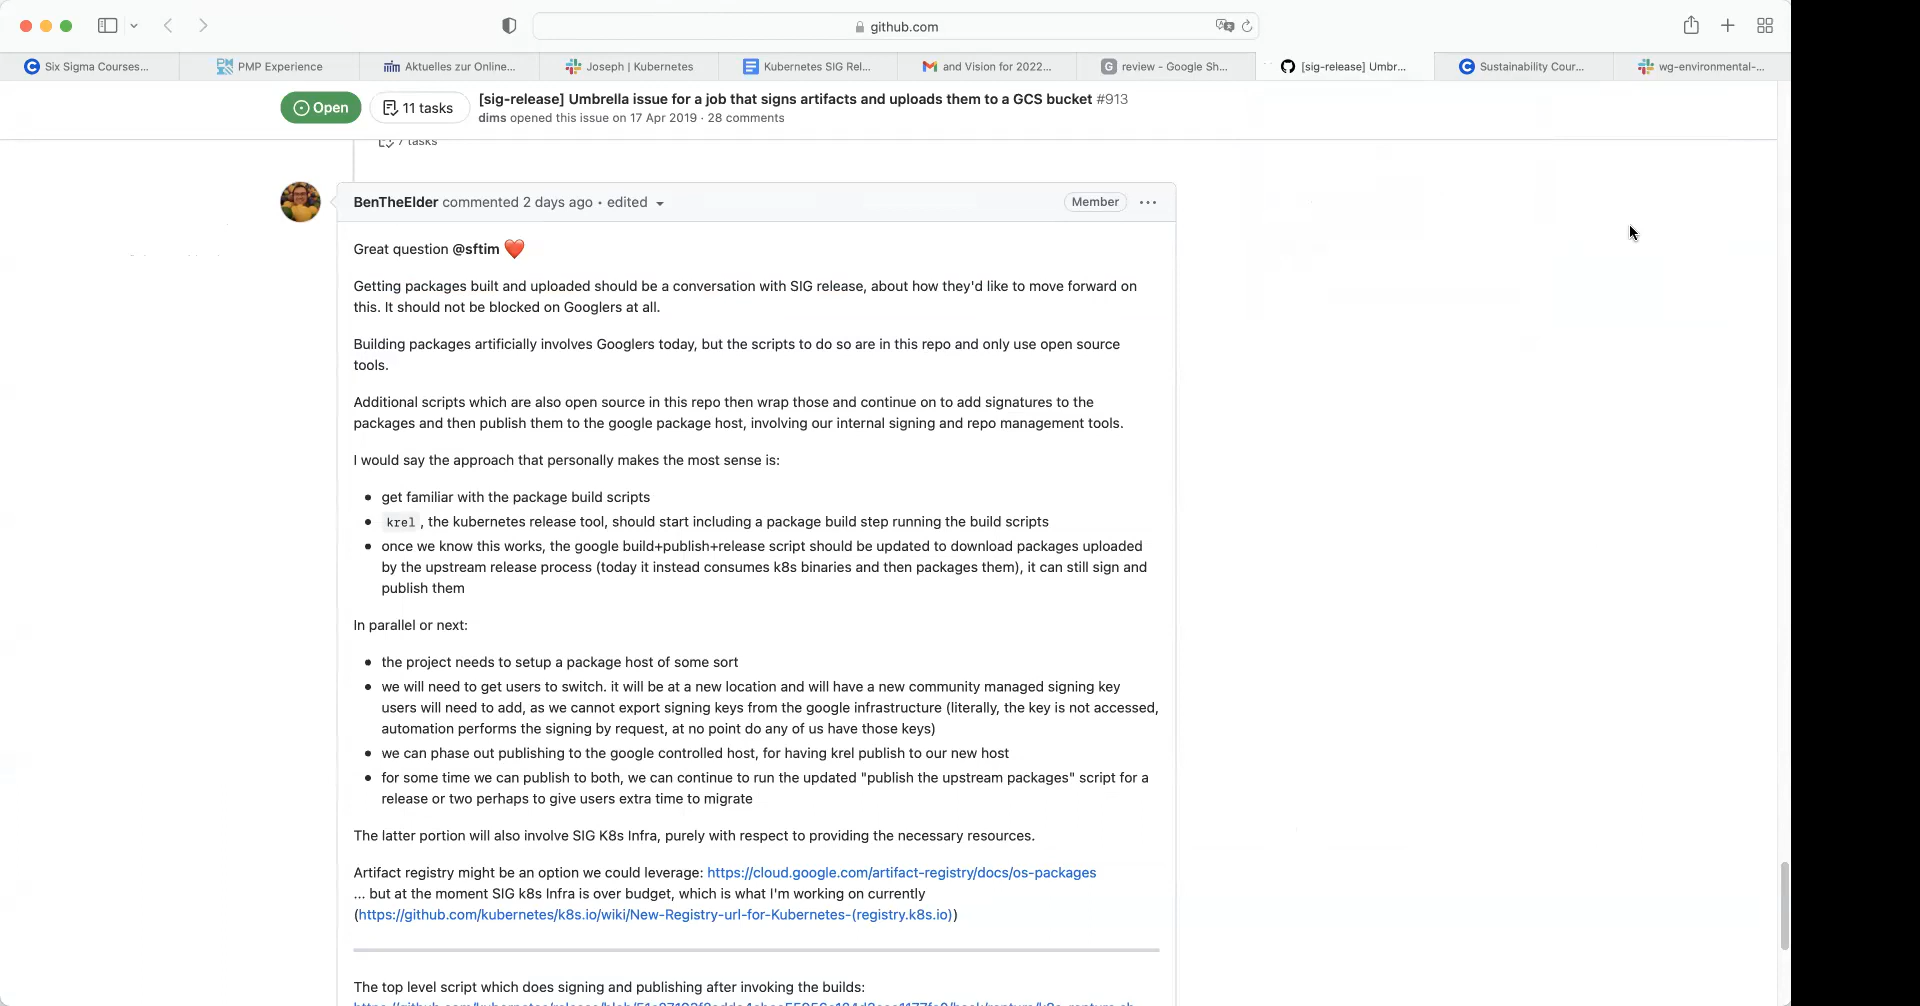 github.com
Six Sigma Courses...
PMP Experience
Aktuelles zur Online...
Joseph | Kubernetes
Kubernetes SIG Rel...
and Vision for 2022...
review - Google Sh...
[sig-release] Umbr...
Sustainability Cour...
wg-environmental-...
Open
11 tasks
[sig-release] Umbrella issue for a job that signs artifacts and uploads them to a GCS bucket #913
dims opened this issue on 17 Apr 2019 · 28 comments
7 tasks
BenTheElder commented 2 days ago • edited
Member
Great question @sftim ❤️
Getting packages built and uploaded should be a conversation with SIG release, about how they'd like to move forward on
this. It should not be blocked on Googlers at all.
Building packages artificially involves Googlers today, but the scripts to do so are in this repo and only use open source
tools.
Additional scripts which are also open source in this repo then wrap those and continue on to add signatures to the
packages and then publish them to the google package host, involving our internal signing and repo management tools.
I would say the approach that personally makes the most sense is:
• get familiar with the package build scripts
• krel , the kubernetes release tool, should start including a package build step running the build scripts
• once we know this works, the google build+publish+release script should be updated to download packages uploaded
by the upstream release process (today it instead consumes k8s binaries and then packages them), it can still sign and
publish them
In parallel or next:
• the project needs to setup a package host of some sort
• we will need to get users to switch. it will be at a new location and will have a new community managed signing key
users will need to add, as we cannot export signing keys from the google infrastructure (literally, the key is not accessed,
automation performs the signing by request, at no point do any of us have those keys)
• we can phase out publishing to the google controlled host, for having krel publish to our new host
• for some time we can publish to both, we can continue to run the updated "publish the upstream packages" script for a
release or two perhaps to give users extra time to migrate
The latter portion will also involve SIG K8s Infra, purely with respect to providing the necessary resources.
Artifact registry might be an option we could leverage: https://cloud.google.com/artifact-registry/docs/os-packages
... but at the moment SIG k8s Infra is over budget, which is what I'm working on currently
(https://github.com/kubernetes/k8s.io/wiki/New-Registry-url-for-Kubernetes-(registry.k8s.io))
The top level script which does signing and publishing after invoking the builds: